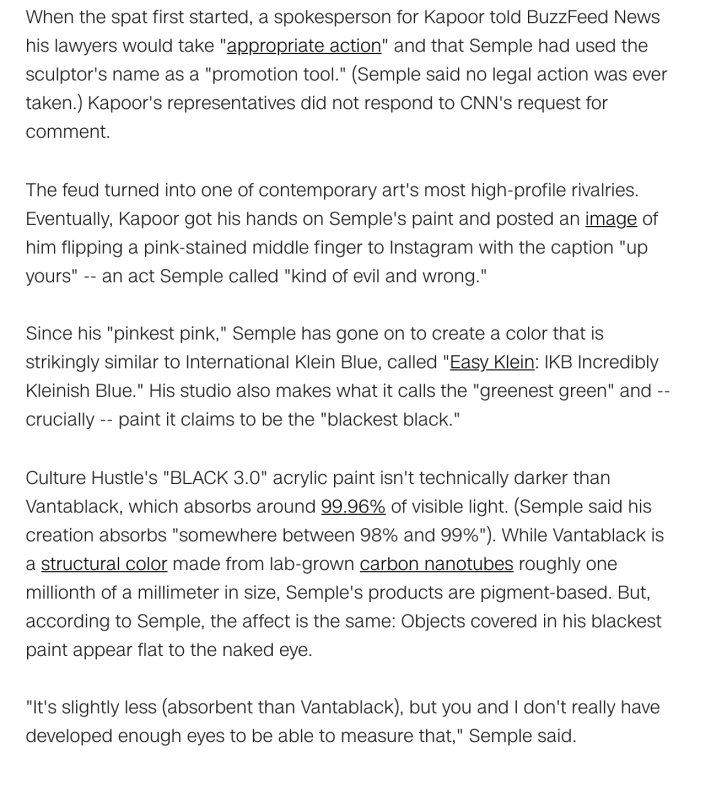 When the spat first started, a spokesperson for Kapoor told BuzzFeed News
his lawyers would take "appropriate action" and that Semple had used the
sculptor's name as a "promotion tool." (Semple said no legal action was ever
taken.) Kapoor's representatives did not respond to CNN's request for
comment.
The feud turned into one of contemporary art's most high-profile rivalries.
Eventually, Kapoor got his hands on Semple's paint and posted an image of
him flipping a pink-stained middle finger to Instagram with the caption "up
yours" -- an act Semple called "kind of evil and wrong."
Since his "pinkest pink," Semple has gone on to create a color that is
strikingly similar to International Klein Blue, called "Easy Klein: IKB Incredibly
Kleinish Blue." His studio also makes what it calls the "greenest green" and --
crucially -- paint it claims to be the "blackest black."
Culture Hustle's "BLACK 3.0" acrylic paint isn't technically darker than
Vantablack, which absorbs around 99.96% of visible light. (Semple said his
creation absorbs "somewhere between 98% and 99%"). While Vantablack is
a structural color made from lab-grown carbon nanotubes roughly one
millionth of a millimeter in size, Semple's products are pigment-based. But,
according to Semple, the affect is the same: Objects covered in his blackest
paint appear flat to the naked eye.
"It's slightly less (absorbent than Vantablack), but you and I don't really have
developed enough eyes to be able to measure that," Semple said.